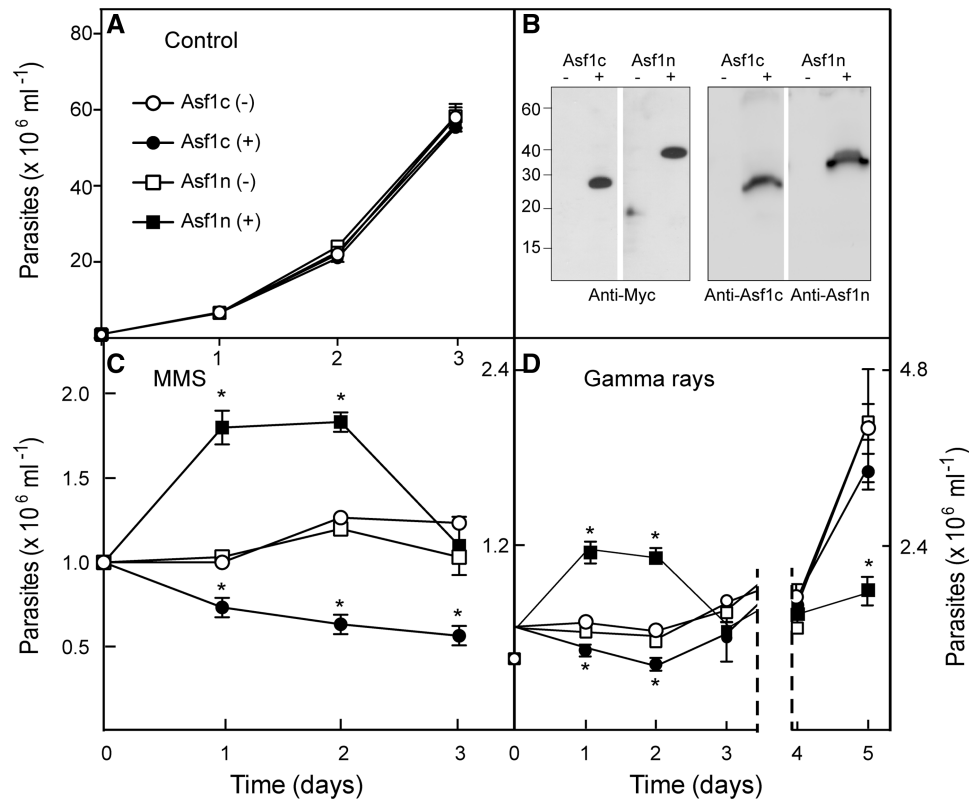 A
Control
80
60
40
20
Parasites (x 10⁶ ml⁻¹)
Asf1c (-)
Asf1c (+)
Asf1n (-)
Asf1n (+)
1 2 3
B
Asf1c Asf1n Asf1c Asf1n
- + - + - + - +
60
40
30
20
15
Anti-Myc Anti-Asf1c Anti-Asf1n
C
MMS
2.0
1.5
1.0
0.5
Parasites (x 10⁶ ml⁻¹)
* *
* * *
0 1 2 3
Time (days)
D
Gamma rays
2.4
1.2
4.8
2.4
Parasites (x 10⁶ ml⁻¹)
* *
* *
*
0 1 2 3 4 5
Time (days)